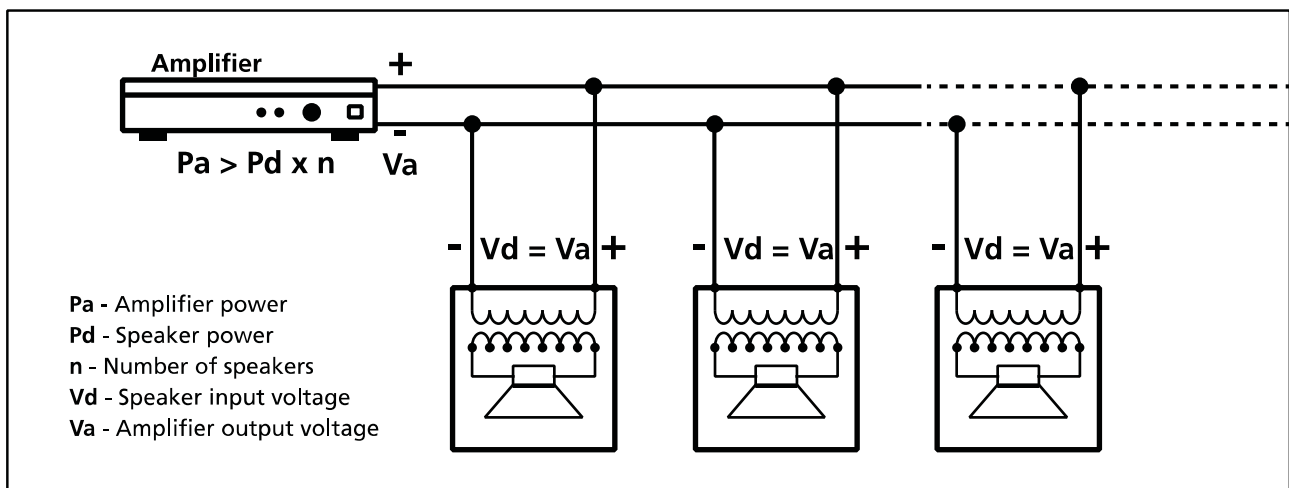 Amplifier
+
-
Pa > Pd x n
Va
- Vd = Va +
- Vd = Va +
- Vd = Va +
Pa - Amplifier power
Pd - Speaker power
n - Number of speakers
Vd - Speaker input voltage
Va - Amplifier output voltage